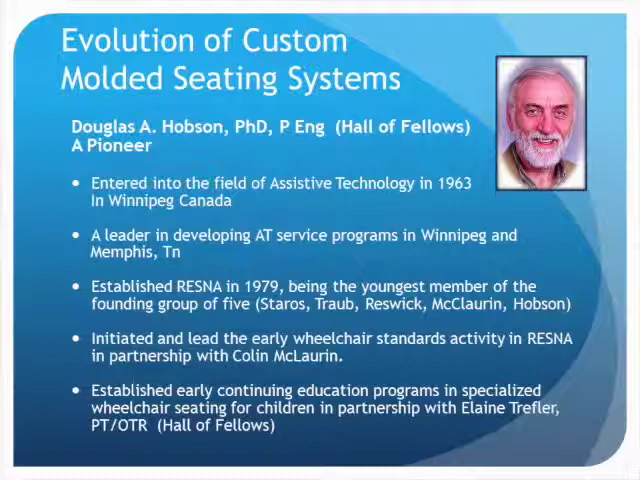 Evolution of Custom
Molded Seating Systems
Douglas A. Hobson, PhD, P Eng (Hall of Fellows)
A Pioneer
• Entered into the field of Assistive Technology in 1963
In Winnipeg Canada
• A leader in developing AT service programs in Winnipeg and
Memphis, Tn
• Established RESNA in 1979, being the youngest member of the
founding group of five (Staros, Traub, Reswick, McClaurin, Hobson)
• Initiated and lead the early wheelchair standards activity in RESNA
in partnership with Colin McLaurin.
• Established early continuing education programs in specialized
wheelchair seating for children in partnership with Elaine Trefler,
PT/OTR (Hall of Fellows)